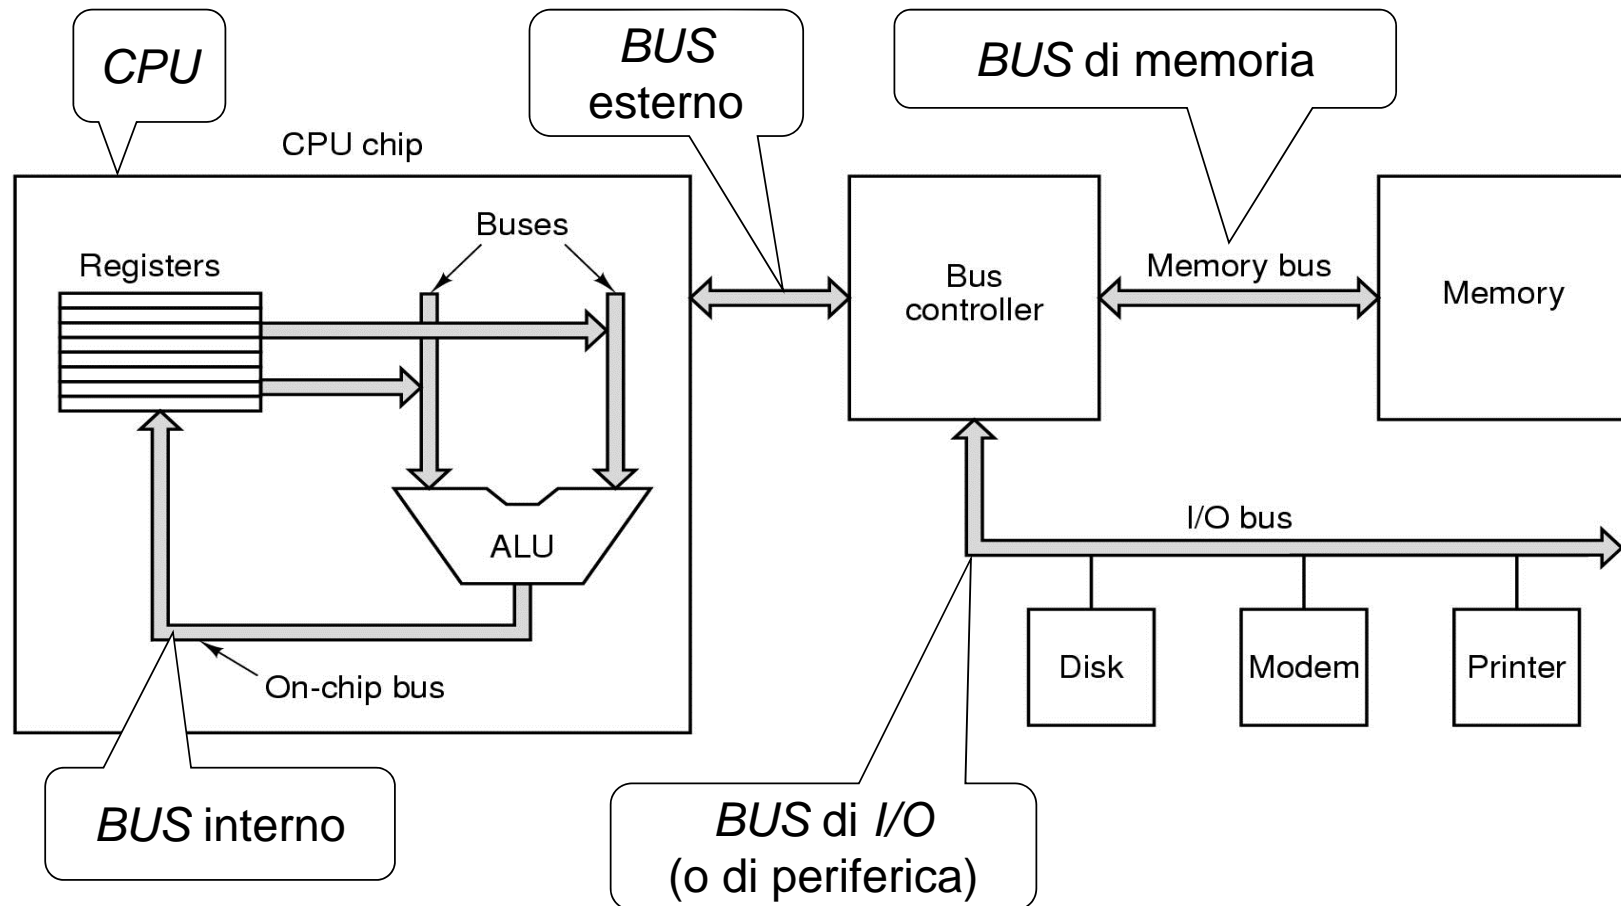 CPU
BUS
esterno
BUS di memoria
CPU chip
Buses
Registers
Bus
controller
Memory bus
Memory
ALU
I/O bus
On-chip bus
Disk
Modem
Printer
BUS interno
BUS di I/O
(o di periferica)